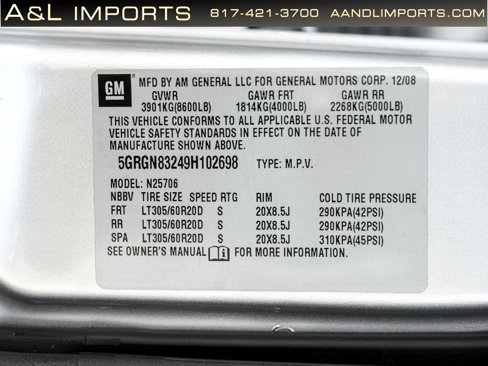 A&L IMPORTS 817-421-3700 AANDLIMPORTS.COM
GM MFD BY AM GENERAL LLC FOR GENERAL MOTORS CORP. 12/08
GVWR GAWR FRT GAWR RR
3901KG(8600LB) 1814KG(4000LB) 2268KG(5000LB)
THIS VEHICLE CONFORMS TO ALL APPLICABLE U.S. FEDERAL MOTOR
VEHICLE SAFETY STANDARDS IN EFFECT ON THE DATE OF
MANUFACTURE SHOWN ABOVE.
5GRGN83249H102698 TYPE: M.P.V.
MODEL: N25706
NBBV TIRE SIZE SPEED RTG RIM COLD TIRE PRESSURE
FRT LT305/60R20D S 20X8.5J 290KPA(42PSI)
RR LT305/60R20D S 20X8.5J 290KPA(42PSI)
SPA LT305/60R20D S 20X8.5J 310KPA(45PSI)
SEE OWNER'S MANUAL FOR MORE INFORMATION.